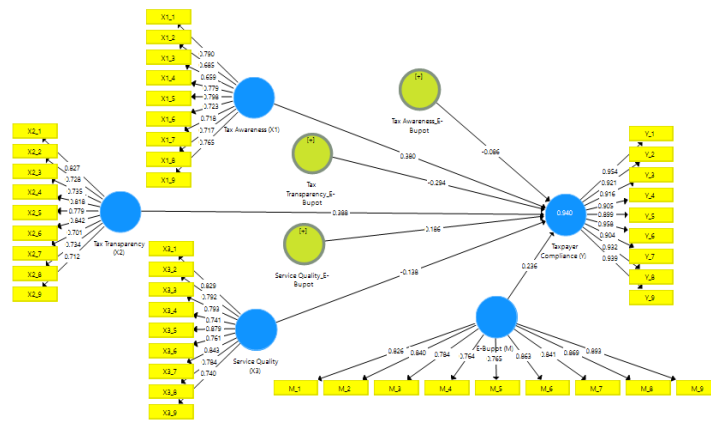 X1_1
X1_2
X1_3
X1_4
X1_5
X1_6
X1_7
X1_8
X1_9
0.790
0.685
0.659
0.779
0.798
0.723
0.718
0.717
0.765
Tax Awareness (X1)
[+]
Tax Awareness_E-
Bupot
-0.086
[+]
Tax
Transparency_E-
Bupot
0.380
-0.294
X2_1
X2_2
X2_3
X2_4
X2_5
X2_6
X2_7
X2_8
X2_9
0.827
0.728
0.735
0.818
0.779
0.842
0.701
0.734
0.712
Tax Transparency
(X2)
0.388
[+]
Service Quality_E-
Bupot
0.186
-0.138
0.940
Taxpayer
Compliance (Y)
Y_1
Y_2
Y_3
Y_4
Y_5
Y_6
Y_7
Y_8
Y_9
0.954
0.921
0.916
0.905
0.899
0.958
0.904
0.932
0.939
X3_1
X3_2
X3_3
X3_4
X3_5
X3_6
X3_7
X3_8
X3_9
0.829
0.792
0.793
0.741
0.879
0.761
0.843
0.784
0.740
Service Quality
(X3)
0.236
E-Bupot (M)
0.826
0.840
0.784
0.764
0.765
0.863
0.841
0.869
0.893
M_1
M_2
M_3
M_4
M_5
M_6
M_7
M_8
M_9